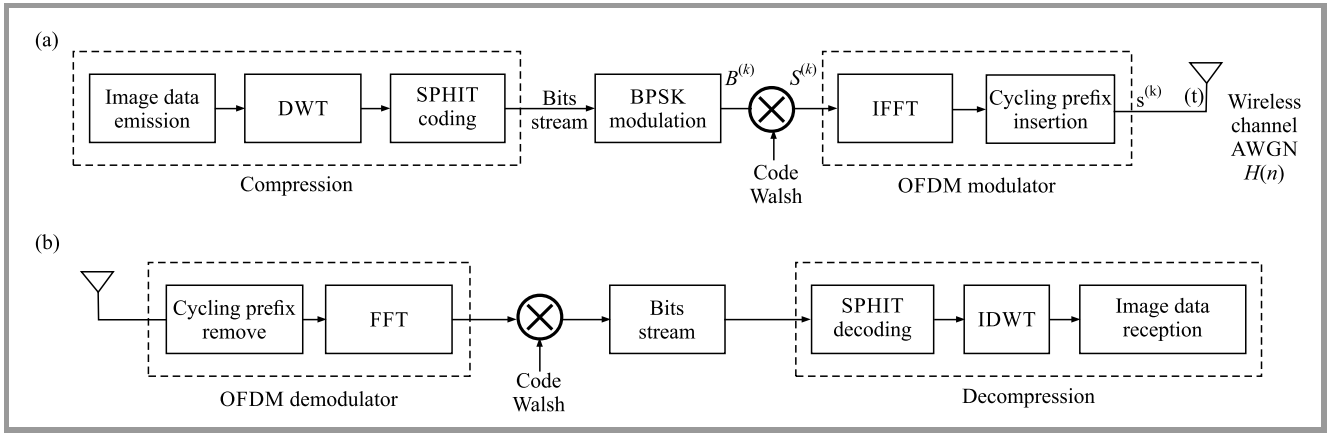 (a)
Image data
emission
DWT
SPHIT
coding
Compression
Bits
stream
BPSK
modulation
B^(k)
Code
Walsh
S^(k)
IFFT
Cycling prefix
insertion
OFDM modulator
s^(k) (t)
Wireless
channel
AWGN
H(n)
(b)
Cycling prefix
remove
FFT
OFDM demodulator
Code
Walsh
Bits
stream
SPHIT
decoding
IDWT
Image data
reception
Decompression